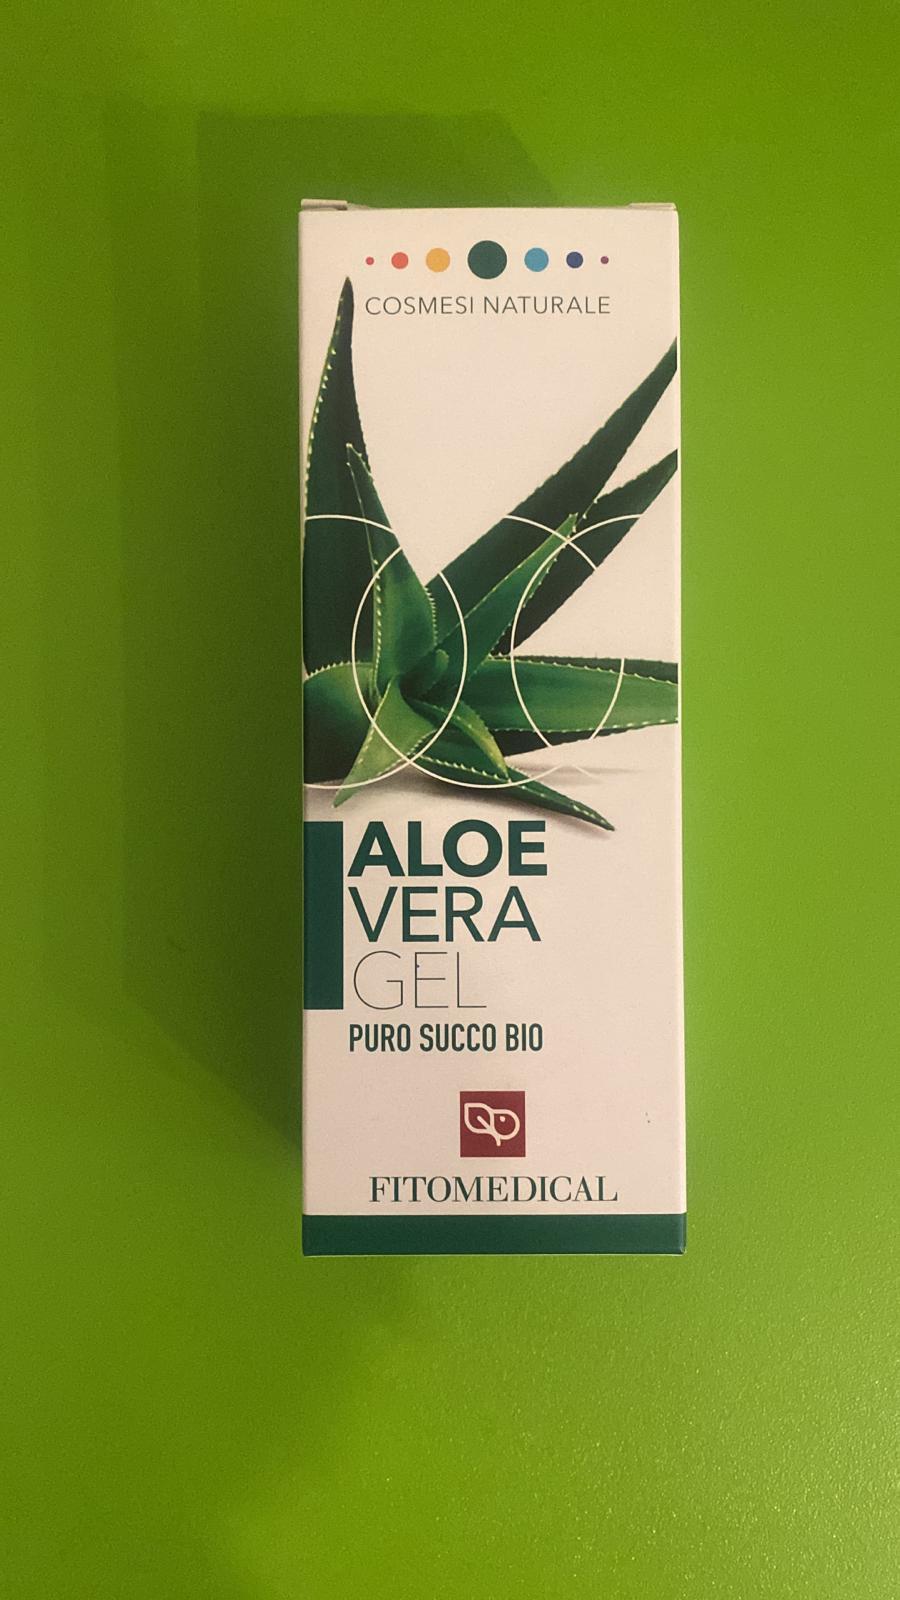 COSMESI NATURALE
ALOE
VERA
GEL
PURO SUCCO BIO
FITOMEDICAL